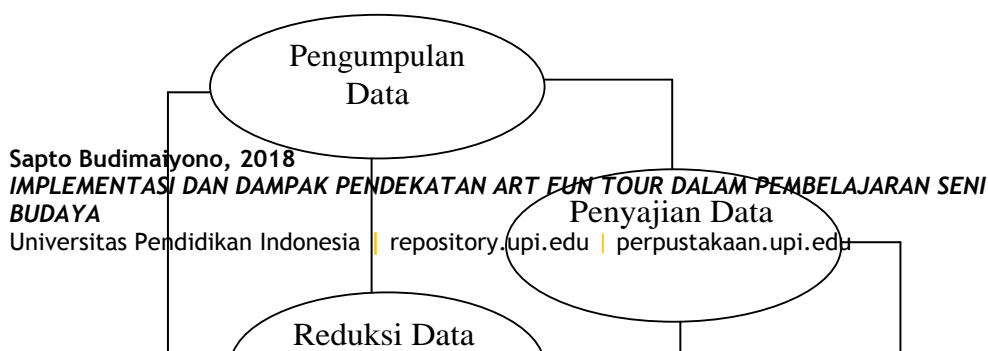 Pengumpulan
Data
Sapto Budimaiyono, 2018
IMPLEMENTASI DAN DAMPAK PENDEKATAN ART FUN TOUR DALAM PEMBELAJARAN SENI
BUDAYA
Penyajian Data
Universitas Pendidikan Indonesia | repository.upi.edu | perpustakaan.upi.edu
Reduksi Data